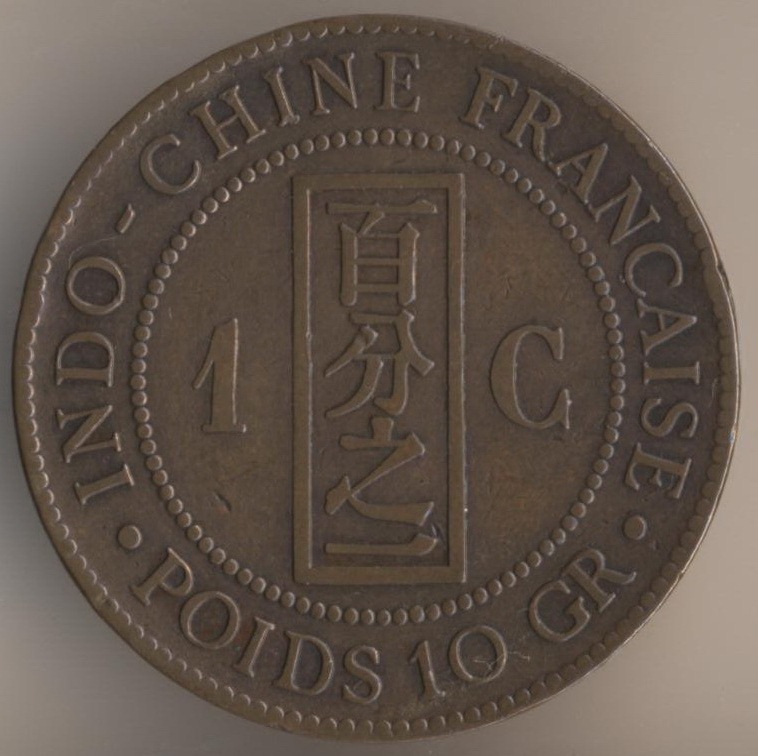 INDO-CHINE FRANCAISE
1 百分之一 C
• POIDS 10 GR •